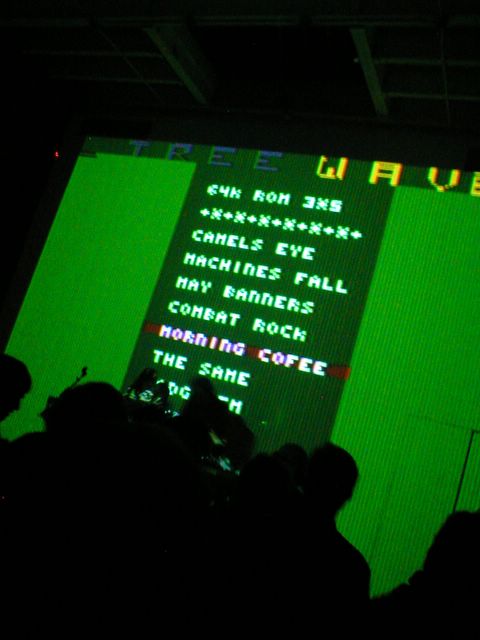 TREE WAVE
64K ROM 3X5
+X+X+X+X+X+X+
CAMELS EYE
MACHINES FALL
MAY BANNERS
COMBAT ROCK
MORNING COFEE
THE SAME